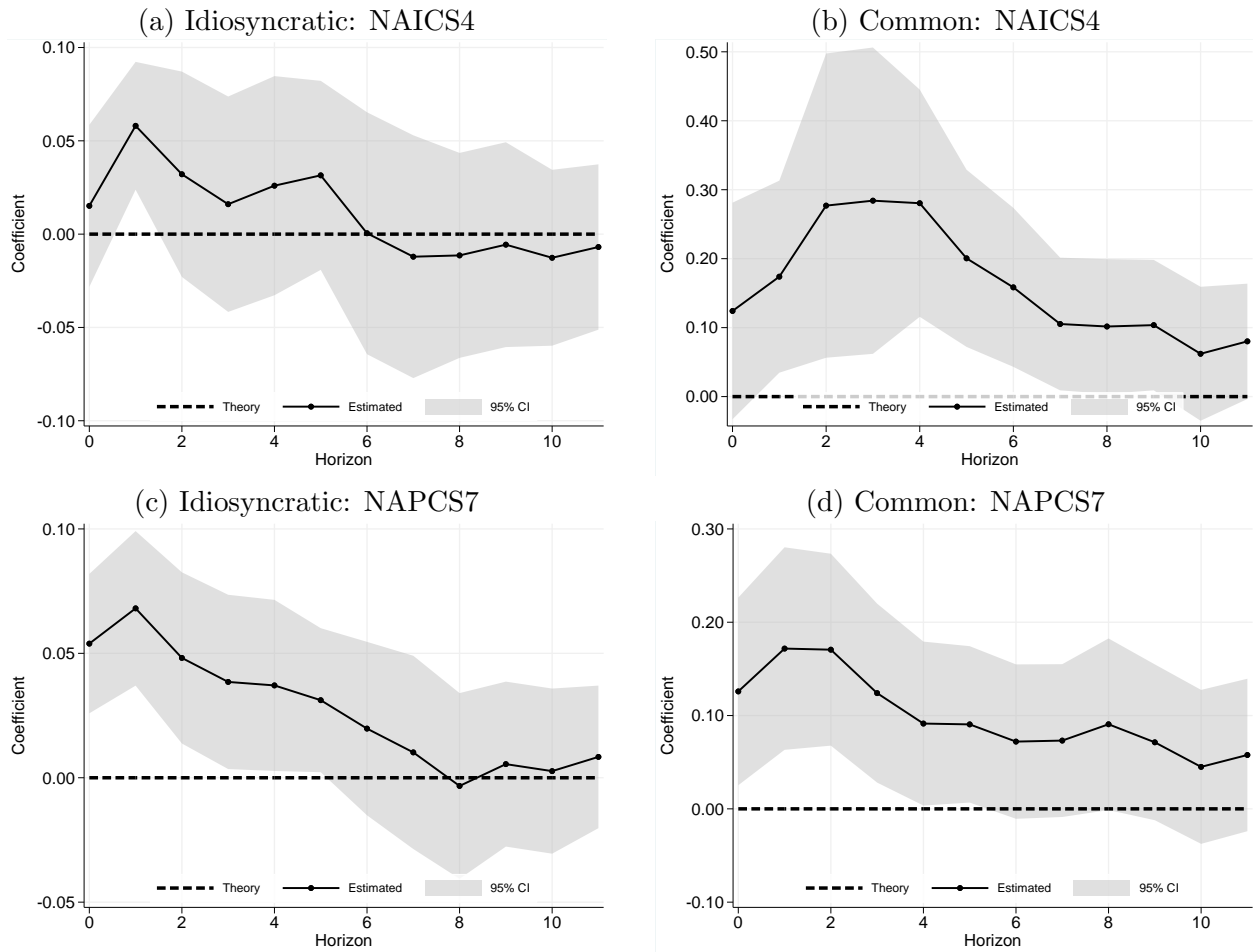 (a) Idiosyncratic: NAICS4
0.10
0.05
0.00
-0.05
-0.10
Coefficient
Theory Estimated 95% CI
0 2 4 6 8 10
Horizon
(b) Common: NAICS4
0.50
0.40
0.30
0.20
0.10
0.00
Coefficient
Theory Estimated 95% CI
0 2 4 6 8 10
Horizon
(c) Idiosyncratic: NAPCS7
0.10
0.05
0.00
-0.05
Coefficient
Theory Estimated 95% CI
0 2 4 6 8 10
Horizon
(d) Common: NAPCS7
0.30
0.20
0.10
0.00
-0.10
Coefficient
Theory Estimated 95% CI
0 2 4 6 8 10
Horizon